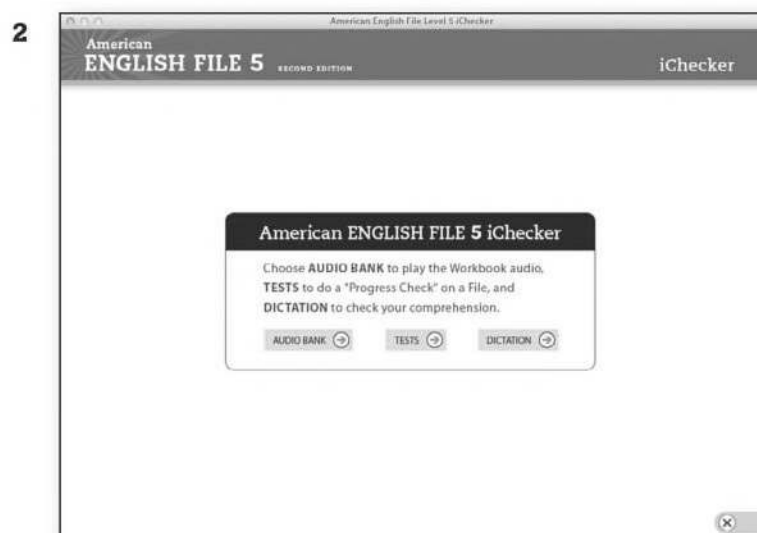 2
American English File Level 5 iChecker
American
ENGLISH FILE 5 SECOND EDITION
iChecker
American ENGLISH FILE 5 iChecker
Choose AUDIO BANK to play the Workbook audio,
TESTS to do a "Progress Check" on a File, and
DICTATION to check your comprehension.
AUDIO BANK TESTS DICTATION